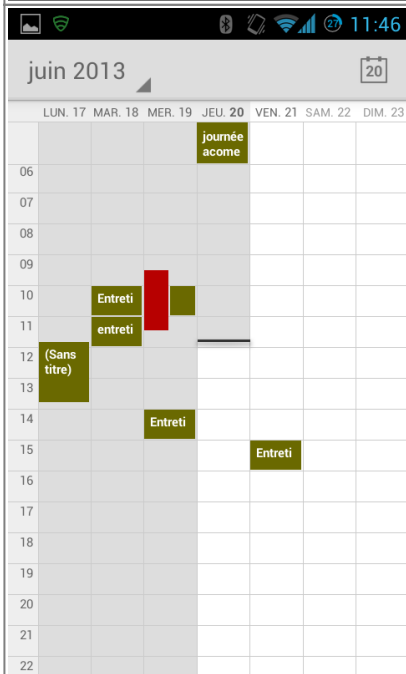 27 11:46
juin 2013 20
LUN. 17 MAR. 18 MER. 19 JEU. 20 VEN. 21 SAM. 22 DIM. 23
journée
acome
06
07
08
09
10 Entreti
11 entreti
12 (Sans
titre)
13
14 Entreti
15 Entreti
16
17
18
19
20
21
22